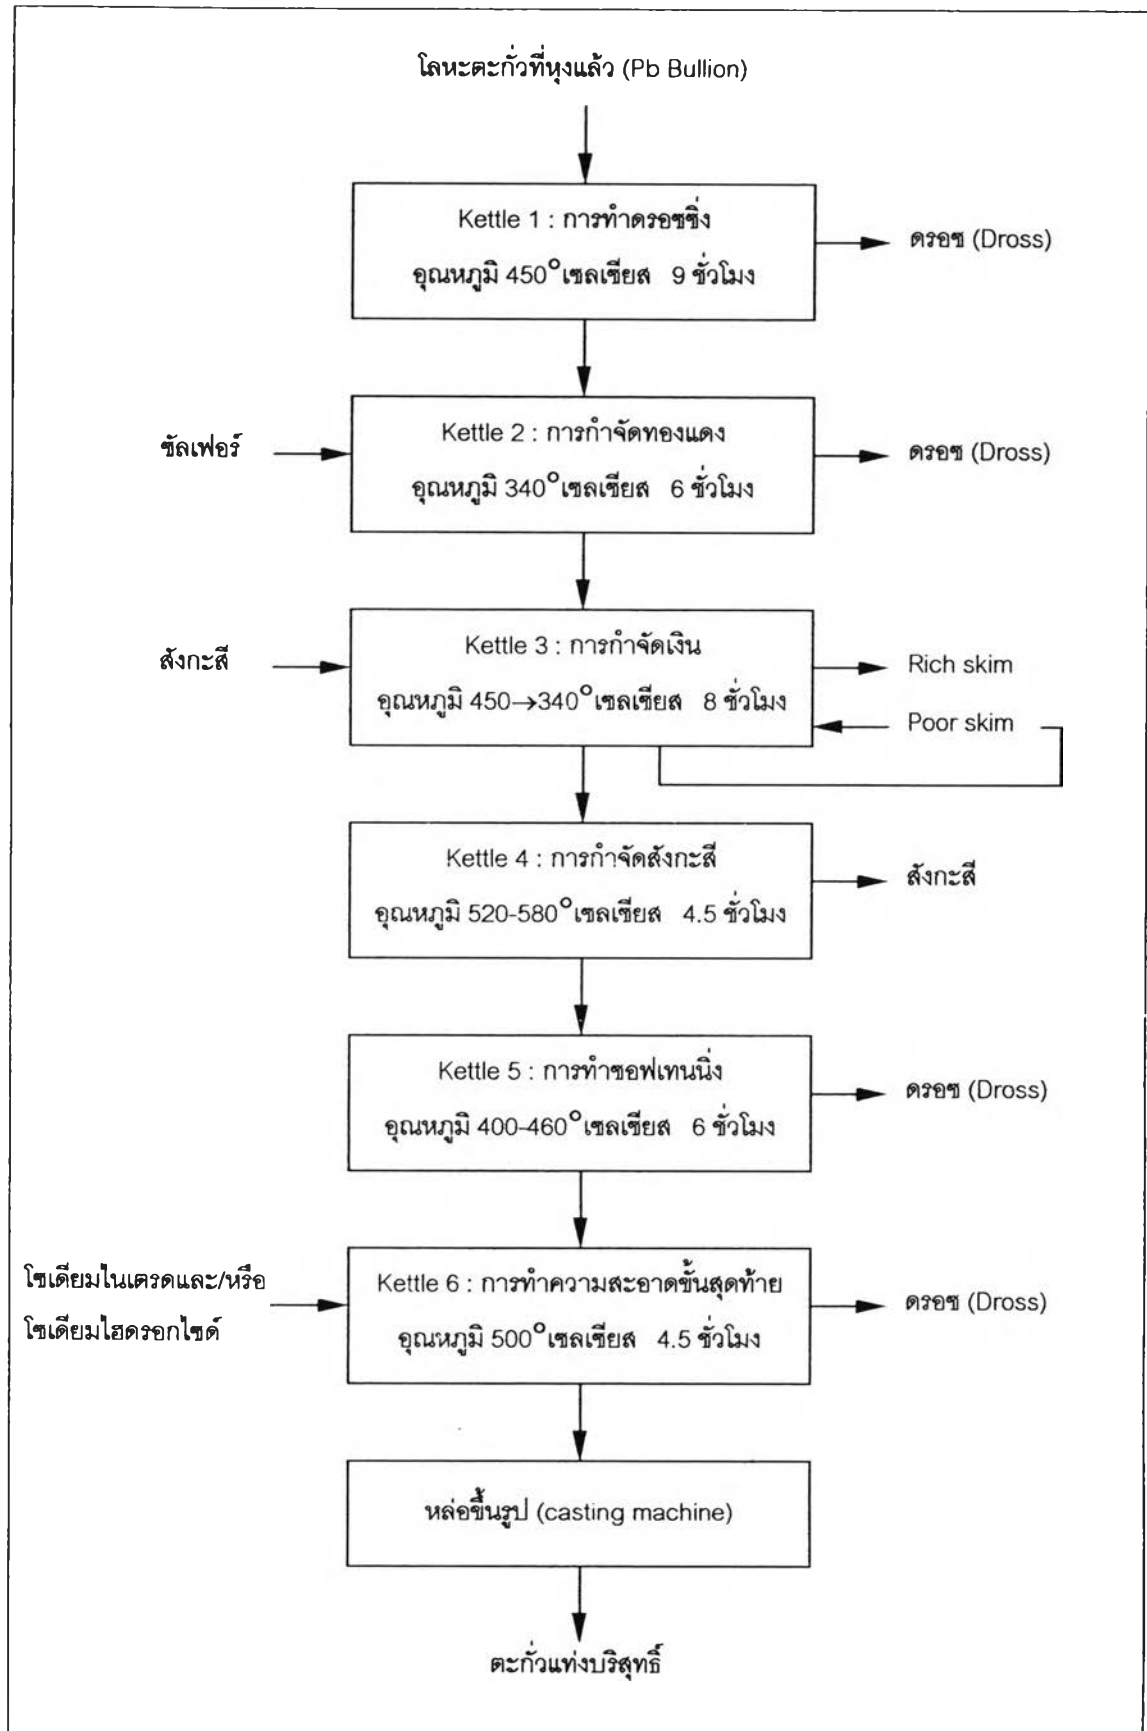 โลหะตะกั่วที่หุงแล้ว (Pb Bullion)
Kettle 1 : การทำดรอซซิ่ง
อุณหภูมิ 450°เซลเซียส 9 ชั่วโมง
ดรอซ (Dross)
ซัลเฟอร์
Kettle 2 : การกำจัดทองแดง
อุณหภูมิ 340°เซลเซียส 6 ชั่วโมง
ดรอซ (Dross)
สังกะสี
Kettle 3 : การกำจัดเงิน
อุณหภูมิ 450→340°เซลเซียส 8 ชั่วโมง
Rich skim
Poor skim
Kettle 4 : การกำจัดสังกะสี
อุณหภูมิ 520-580°เซลเซียส 4.5 ชั่วโมง
สังกะสี
Kettle 5 : การทำซอฟเทนนิ่ง
อุณหภูมิ 400-460°เซลเซียส 6 ชั่วโมง
ดรอซ (Dross)
โซเดียมไนเตรดและ/หรือ
โซเดียมไฮดรอกไซด์
Kettle 6 : การทำความสะอาดขั้นสุดท้าย
อุณหภูมิ 500°เซลเซียส 4.5 ชั่วโมง
ดรอซ (Dross)
หล่อขึ้นรูป (casting machine)
ตะกั่วแท่งบริสุทธิ์